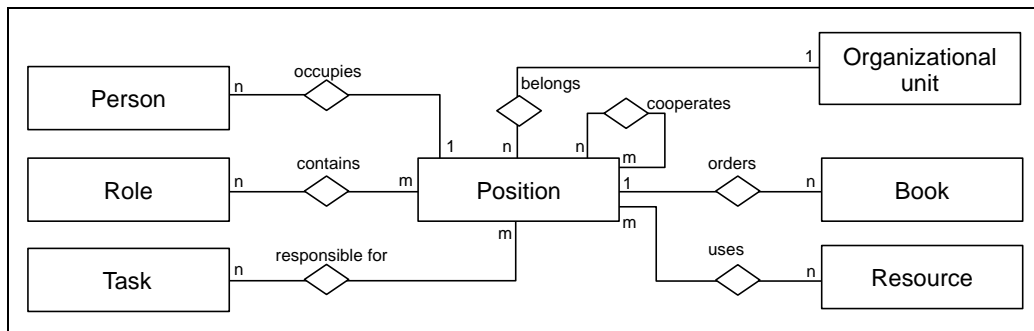 occupies
Person
n
1
belongs
n
1
Organizational
unit
cooperates
n
m
contains
Role
n
m
Position
1
orders
n
Book
responsible for
Task
n
m
m
uses
n
Resource